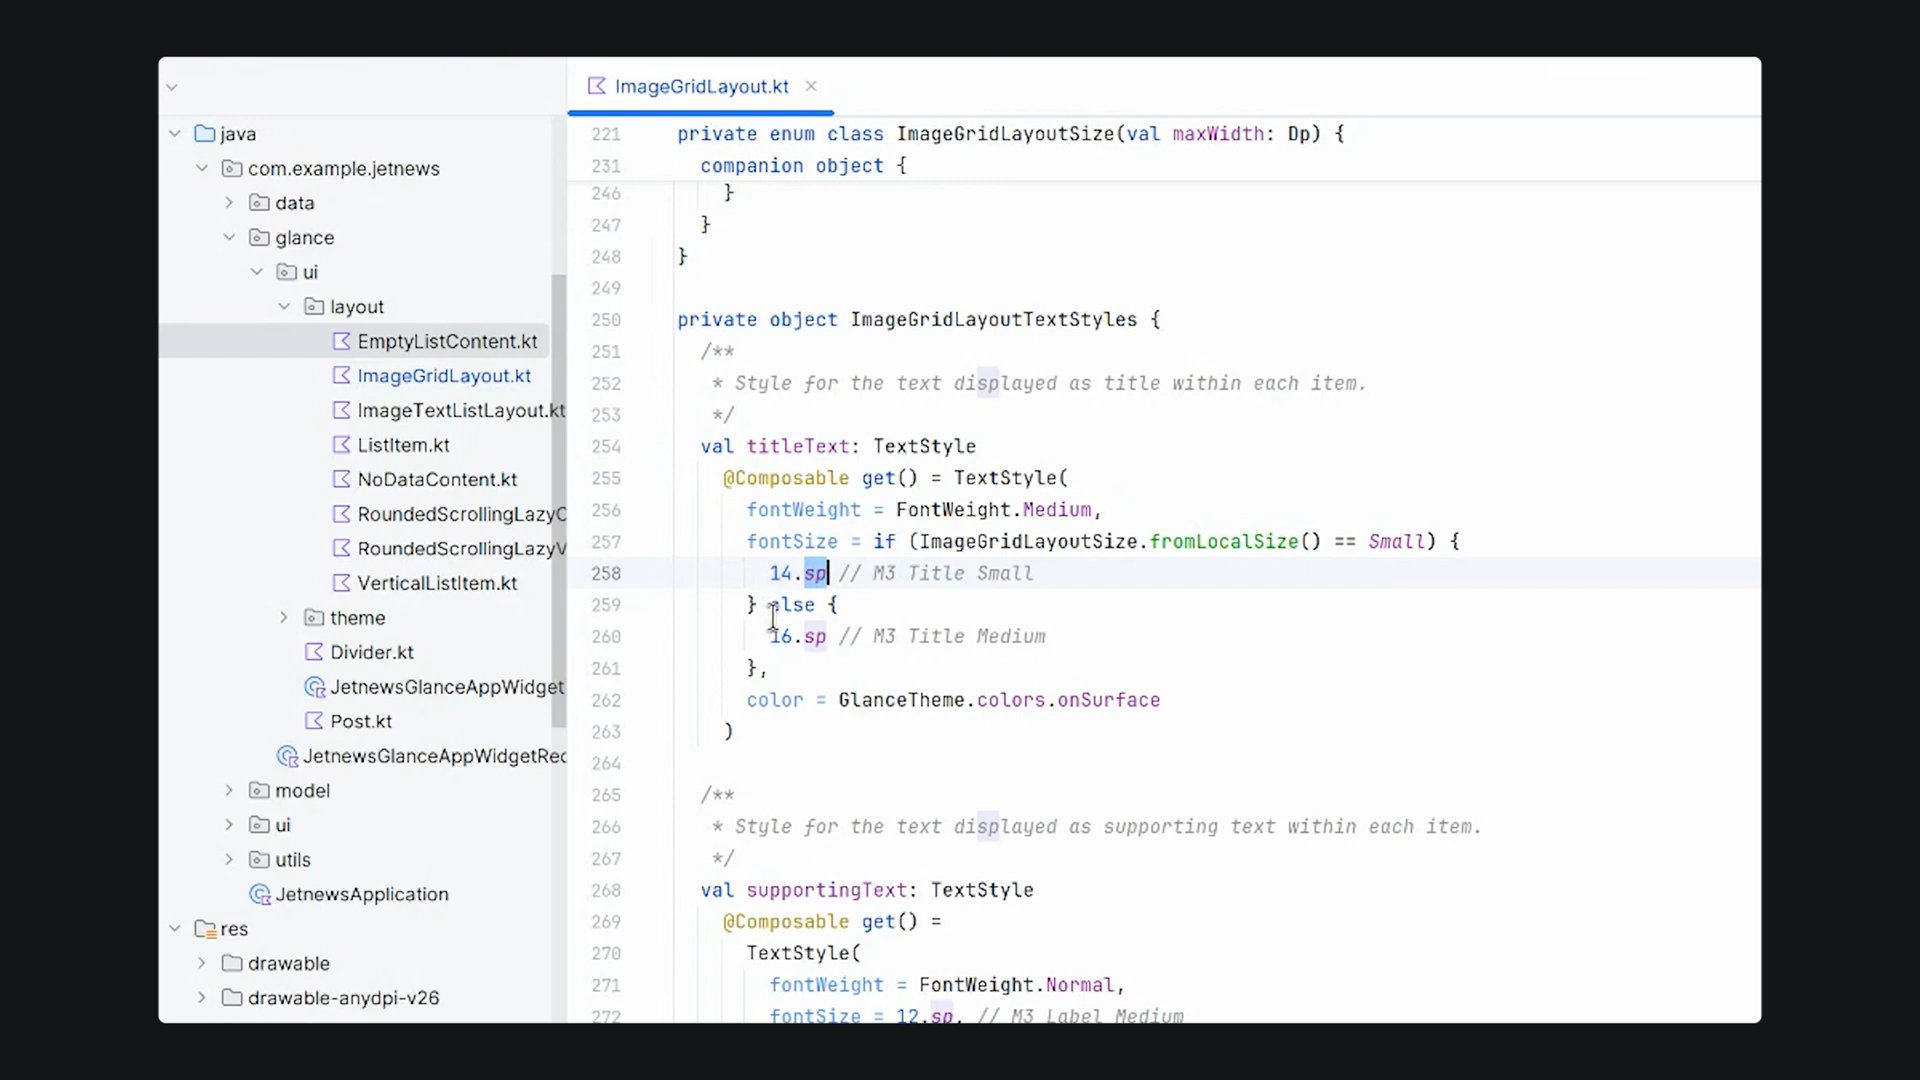 java
com.example.jetnews
data
glance
ui
layout
EmptyListContent.kt
ImageGridLayout.kt
ImageTextListLayout.kt
ListItem.kt
NoDataContent.kt
RoundedScrollingLazyC
RoundedScrollingLazyV
VerticalListItem.kt
theme
Divider.kt
JetnewsGlanceAppWidget
Post.kt
JetnewsGlanceAppWidgetRec
model
ui
utils
JetnewsApplication
res
drawable
drawable-anydpi-v26
ImageGridLayout.kt
221 private enum class ImageGridLayoutSize(val maxWidth: Dp) {
231 companion object {
246 }
247 }
248 }
249
250 private object ImageGridLayoutTextStyles {
251 /**
252 * Style for the text displayed as title within each item.
253 */
254 val titleText: TextStyle
255 @Composable get() = TextStyle(
256 fontWeight = FontWeight.Medium,
257 fontSize = if (ImageGridLayoutSize.fromLocalSize() == Small) {
258 14.sp // M3 Title Small
259 } else {
260 16.sp // M3 Title Medium
261 },
262 color = GlanceTheme.colors.onSurface
263 )
264
265 /**
266 * Style for the text displayed as supporting text within each item.
267 */
268 val supportingText: TextStyle
269 @Composable get() =
270 TextStyle(
271 fontWeight = FontWeight.Normal,
272 fontSize = 12.sp, // M3 Label Medium